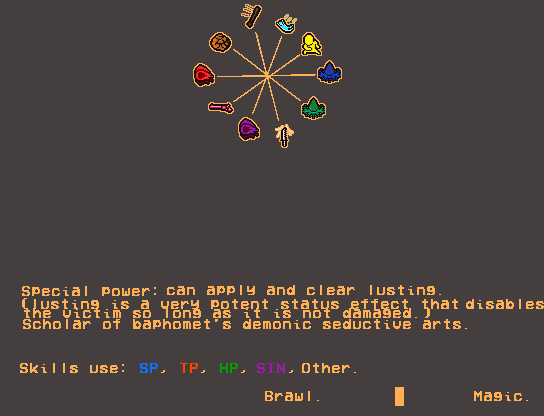 Special power: can apply and clear lusting.
(lusting is a very potent status effect that disables
the victim so long as it is not damaged.)
Scholar of baphomet's demonic seductive arts.
Skills use: SP, TP, HP, SIN, Other.
Brawl. Magic.